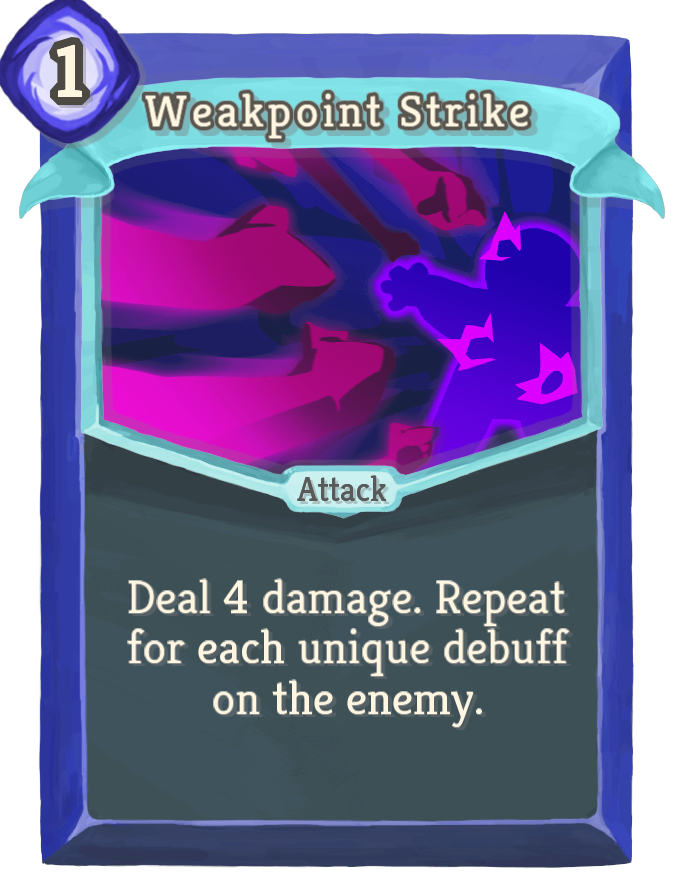 1
Weakpoint Strike
Attack
Deal 4 damage. Repeat
for each unique debuff
on the enemy.